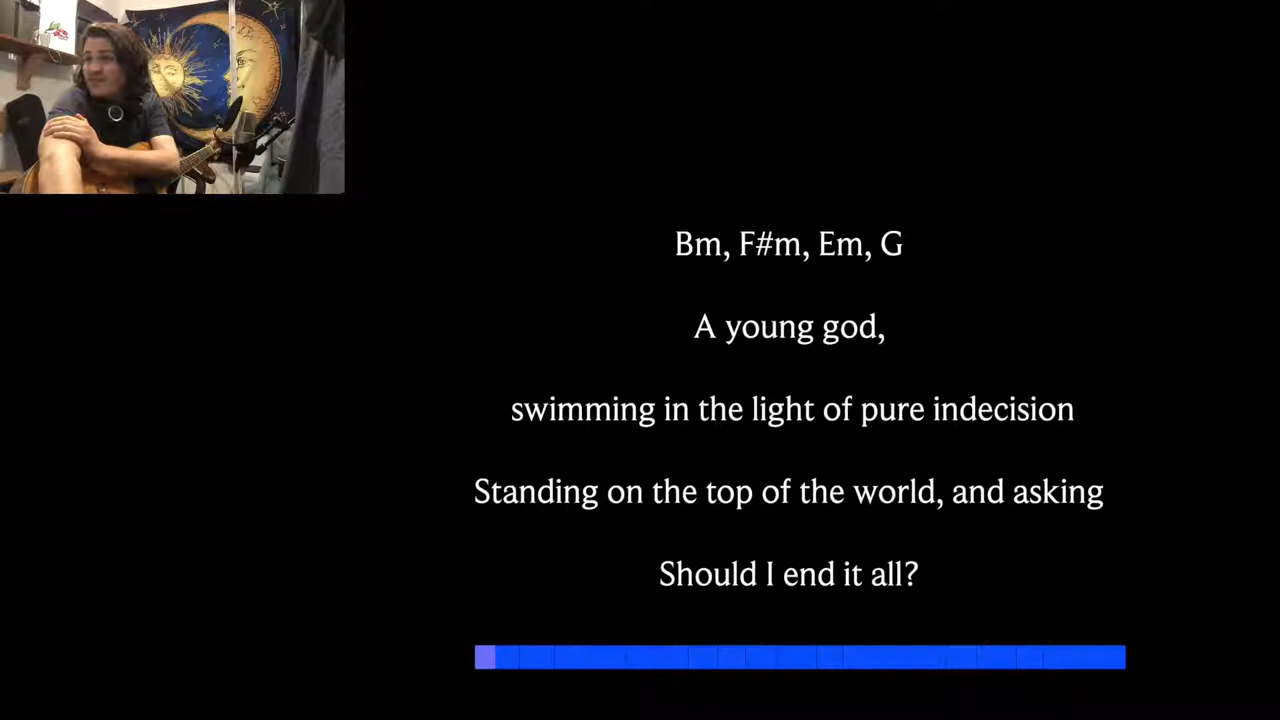 Bm, F#m, Em, G
A young god,
swimming in the light of pure indecision
Standing on the top of the world, and asking
Should I end it all?